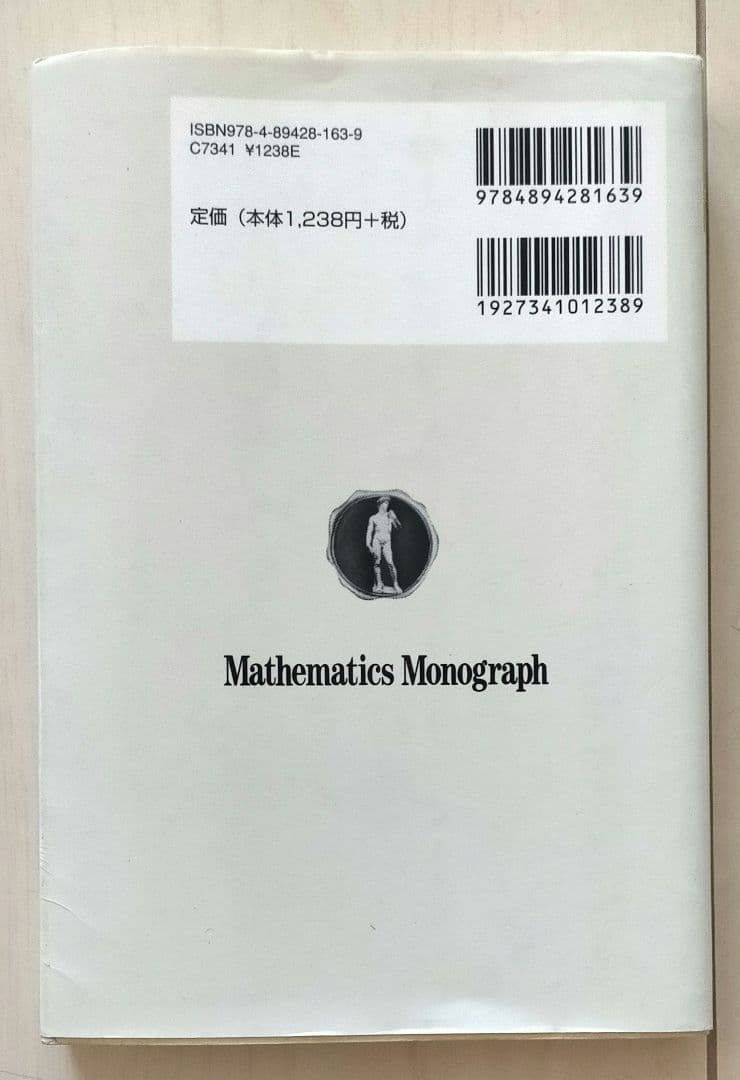 ISBN978-4-89428-163-9
C7341 ¥1238E
定価（本体1,238円＋税）
9784894281639
1927341012389
Mathematics Monograph